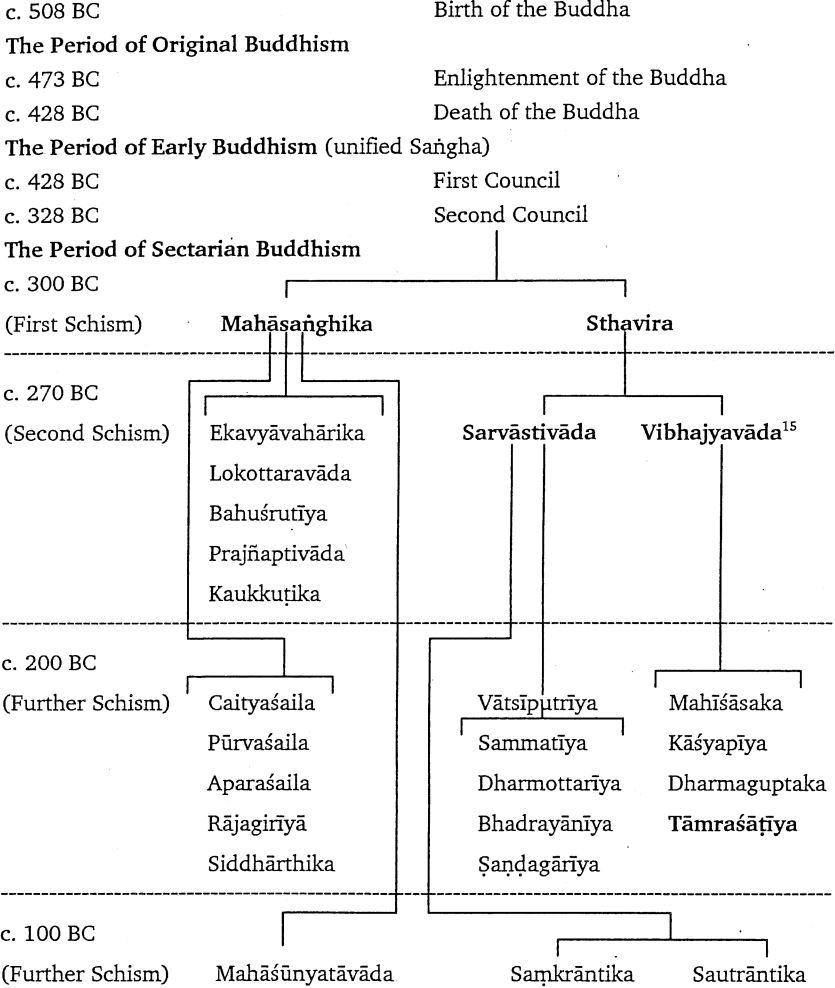 c. 508 BC Birth of the Buddha
The Period of Original Buddhism
c. 473 BC Enlightenment of the Buddha
c. 428 BC Death of the Buddha
The Period of Early Buddhism (unified Saṅgha)
c. 428 BC First Council
c. 328 BC Second Council
The Period of Sectarian Buddhism
c. 300 BC
(First Schism) Mahāsaṅghika Sthavira
c. 270 BC
(Second Schism) Ekavyāvahārika Sarvāstivāda Vibhajyavāda¹⁵
Lokottaravāda
Bahuśrutīya
Prajñaptivāda
Kaukkuṭika
c. 200 BC
(Further Schism) Caityaśaila Vātsīputrīya Mahīśāsaka
Pūrvaśaila Sammatīya Kāśyapīya
Aparaśaila Dharmottarīya Dharmaguptaka
Rājagirīyā Bhadrayānīya Tāmraśāṭīya
Siddhārthika Ṣaṇḍagārīya
c. 100 BC
(Further Schism) Mahāśūnyatāvāda Saṃkrāntika Sautrāntika